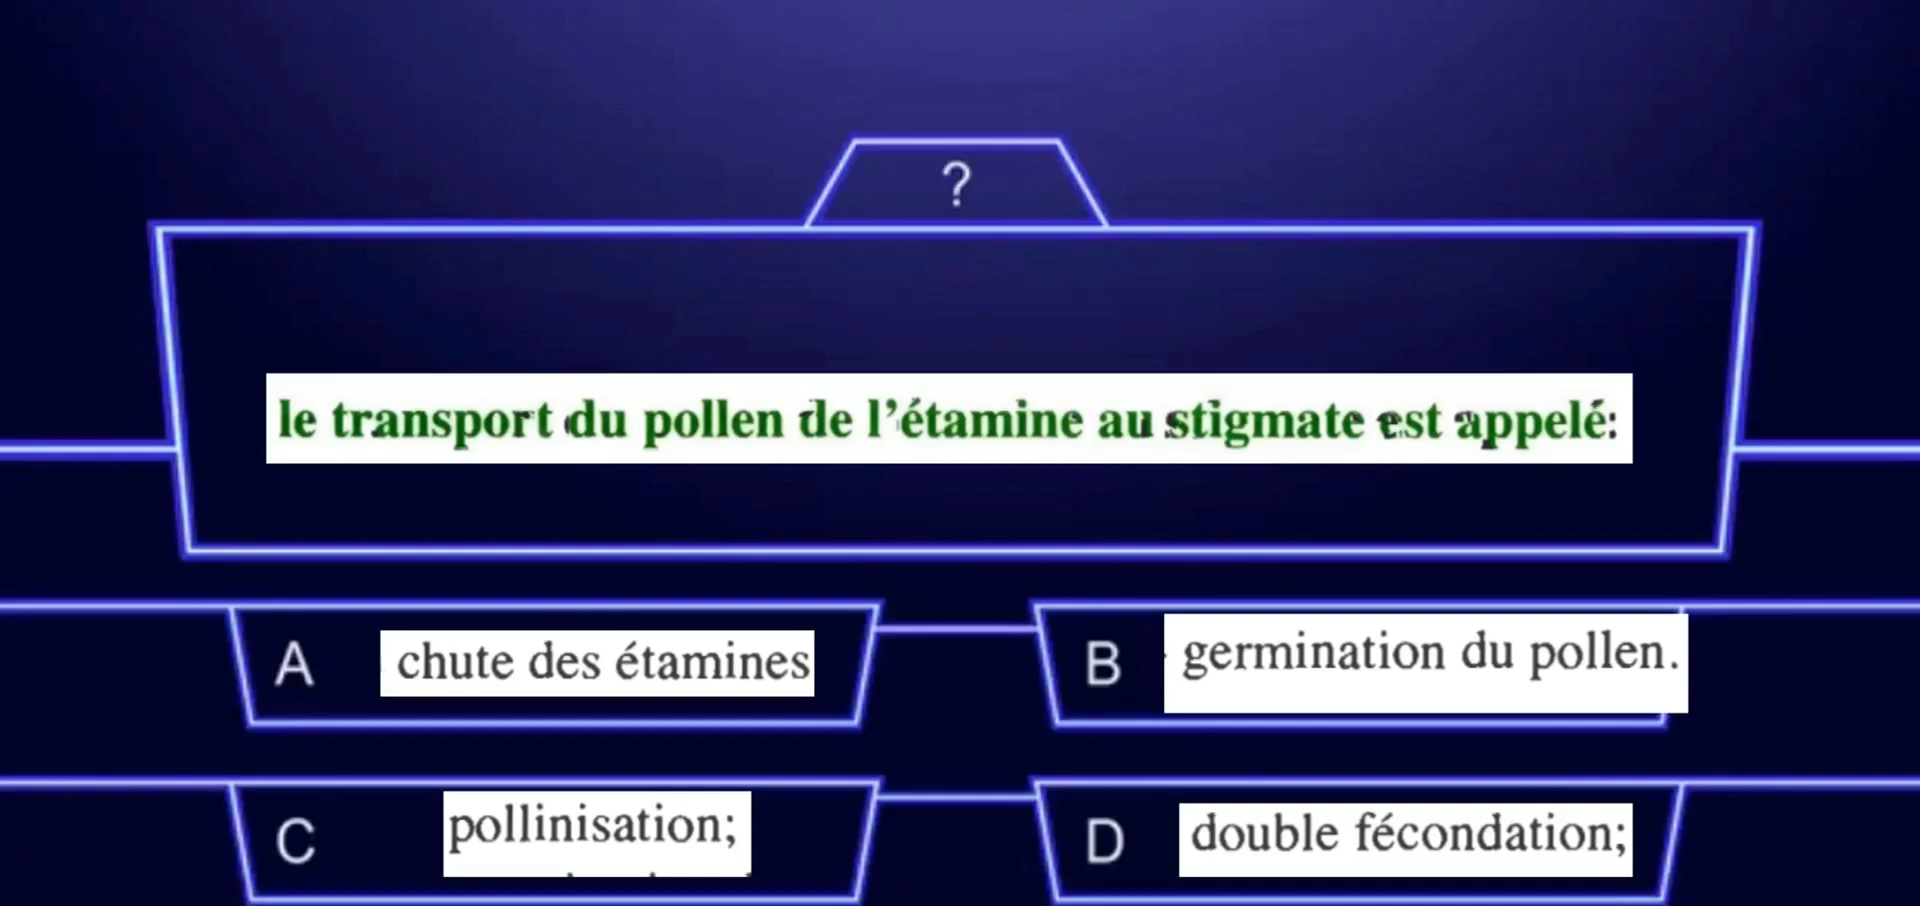 ?
le transport du pollen de l'étamine au stigmate est appelé:
A chute des étamines
B germination du pollen.
C pollinisation;
D double fécondation;